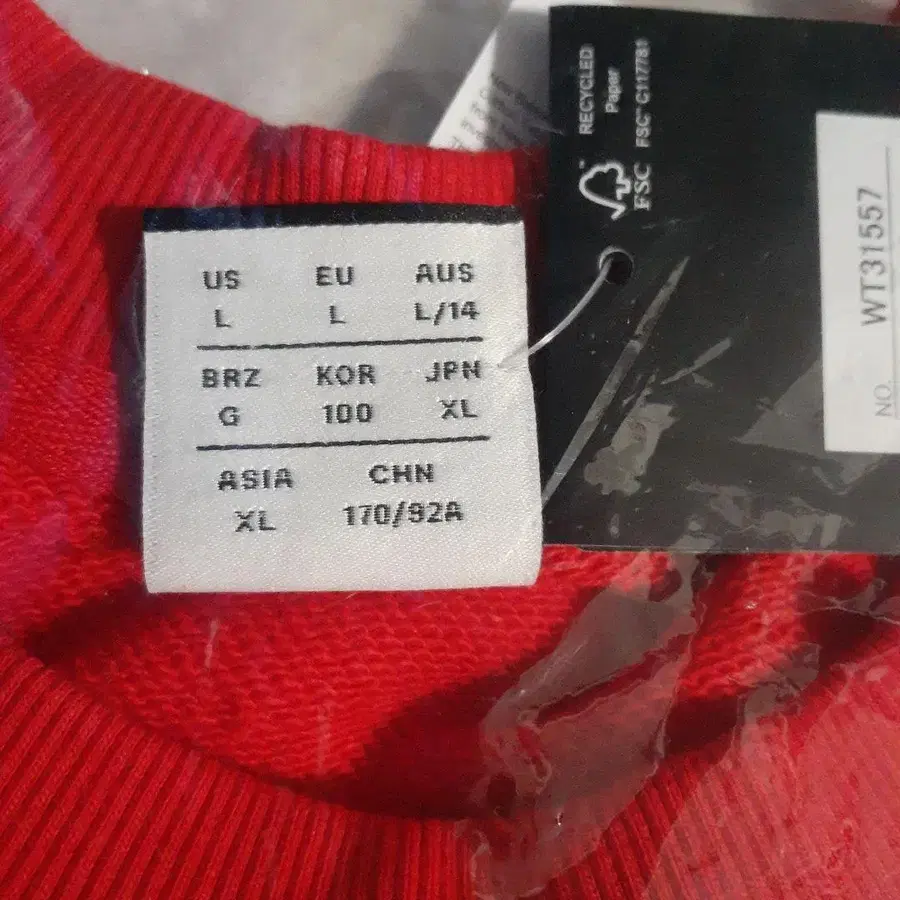 US EU AUS
L L L/14
BRZ KOR JPN
G 100 XL
ASIA CHN
XL 170/92A
RECYCLED
Paper
FSC™ C117781
FSC
NO. WT31557